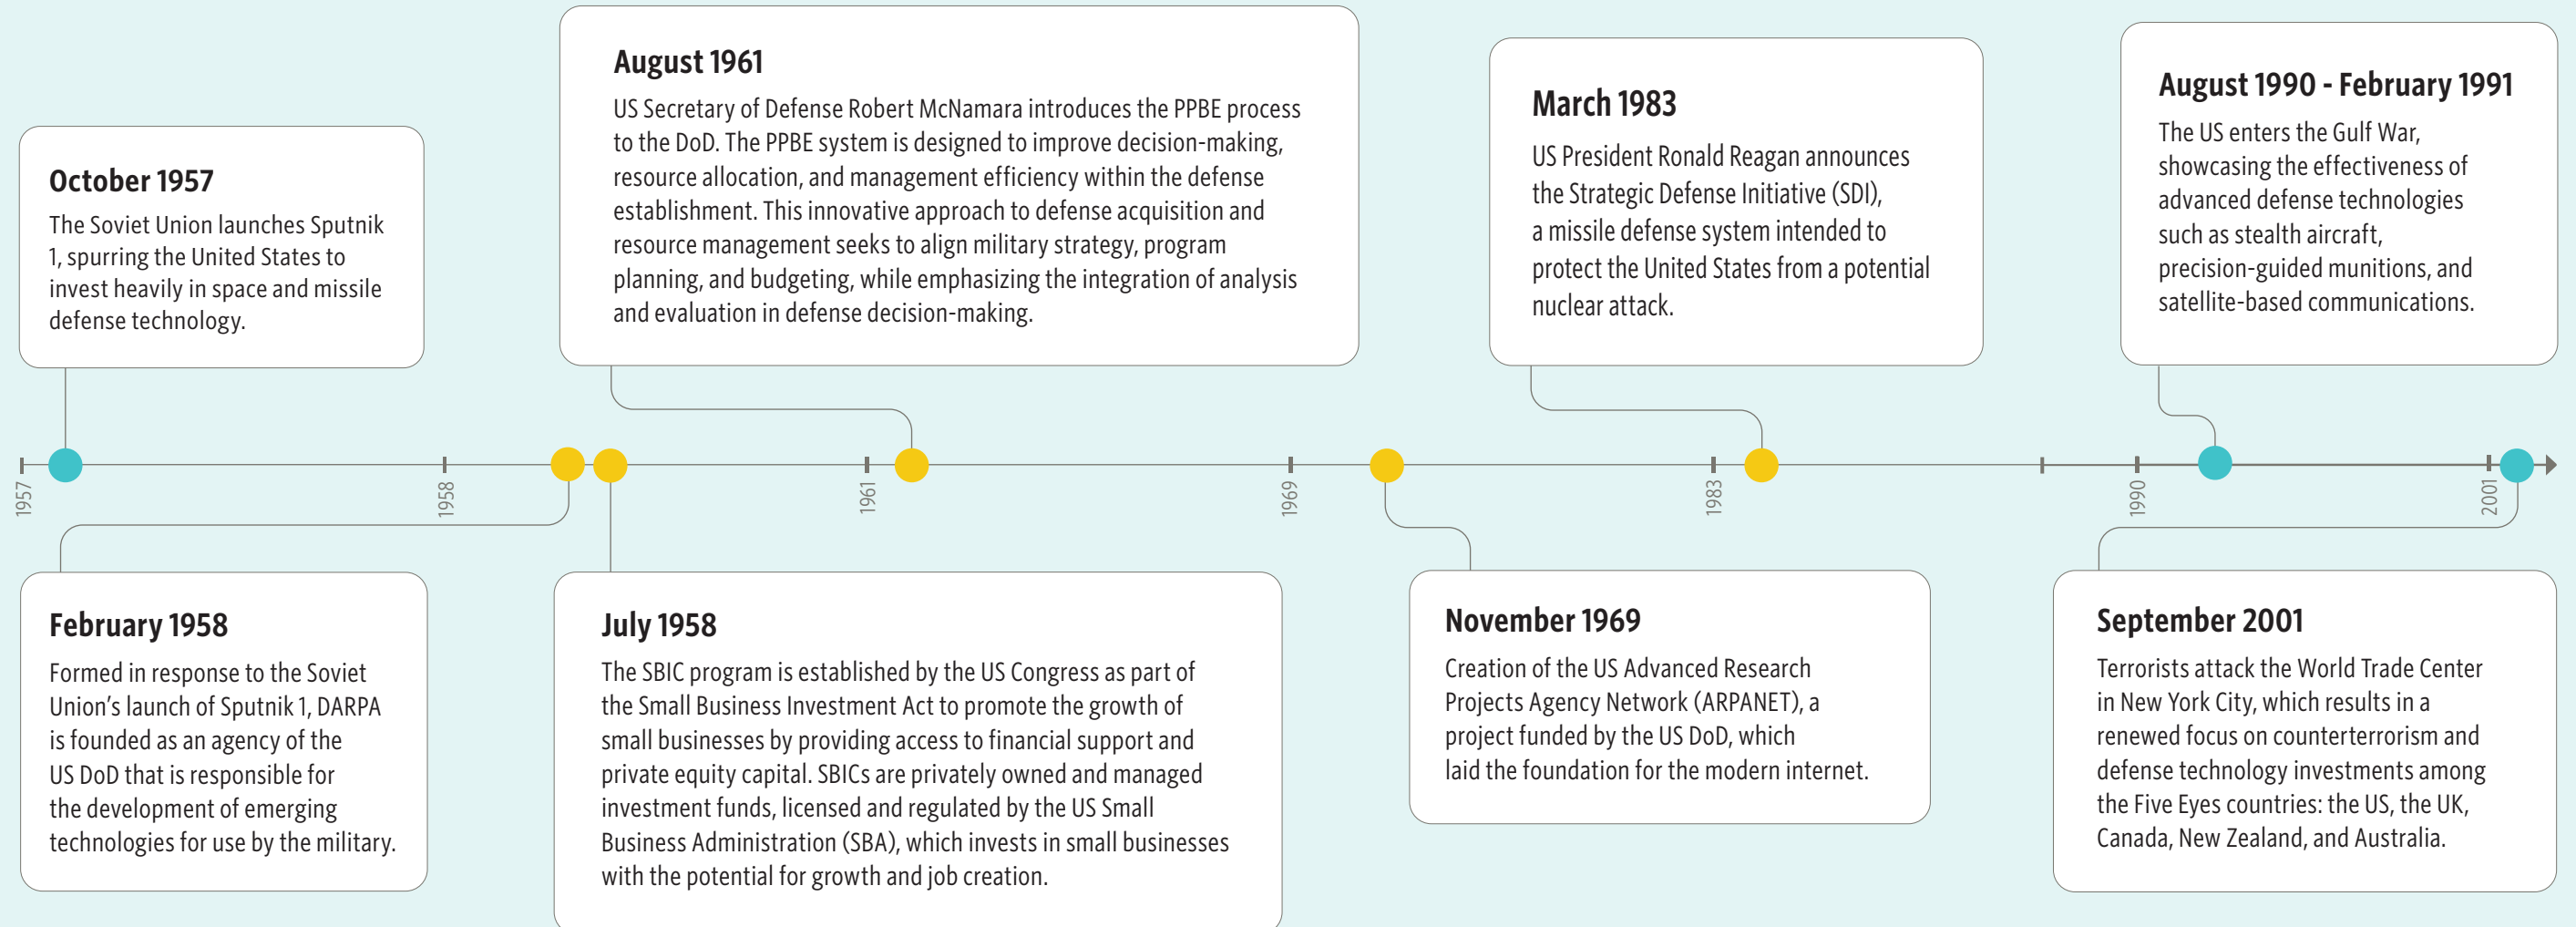 October 1957
The Soviet Union launches Sputnik
1, spurring the United States to
invest heavily in space and missile
defense technology.
August 1961
US Secretary of Defense Robert McNamara introduces the PPBE process
to the DoD. The PPBE system is designed to improve decision-making,
resource allocation, and management efficiency within the defense
establishment. This innovative approach to defense acquisition and
resource management seeks to align military strategy, program
planning, and budgeting, while emphasizing the integration of analysis
and evaluation in defense decision-making.
March 1983
US President Ronald Reagan announces
the Strategic Defense Initiative (SDI),
a missile defense system intended to
protect the United States from a potential
nuclear attack.
August 1990 - February 1991
The US enters the Gulf War,
showcasing the effectiveness of
advanced defense technologies
such as stealth aircraft,
precision-guided munitions, and
satellite-based communications.
1957
1958
1961
1969
1983
1990
2001
February 1958
Formed in response to the Soviet
Union’s launch of Sputnik 1, DARPA
is founded as an agency of the
US DoD that is responsible for
the development of emerging
technologies for use by the military.
July 1958
The SBIC program is established by the US Congress as part of
the Small Business Investment Act to promote the growth of
small businesses by providing access to financial support and
private equity capital. SBICs are privately owned and managed
investment funds, licensed and regulated by the US Small
Business Administration (SBA), which invests in small businesses
with the potential for growth and job creation.
November 1969
Creation of the US Advanced Research
Projects Agency Network (ARPANET), a
project funded by the US DoD, which
laid the foundation for the modern internet.
September 2001
Terrorists attack the World Trade Center
in New York City, which results in a
renewed focus on counterterrorism and
defense technology investments among
the Five Eyes countries: the US, the UK,
Canada, New Zealand, and Australia.